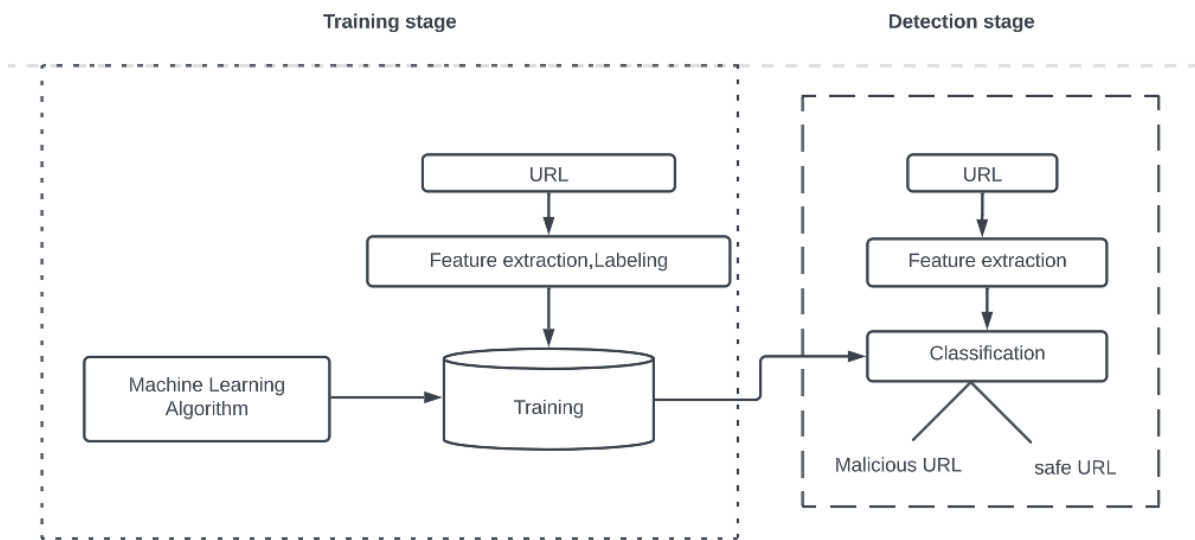 Training stage
Detection stage
URL
Feature extraction,Labeling
Machine Learning
Algorithm
Training
URL
Feature extraction
Classification
Malicious URL
safe URL